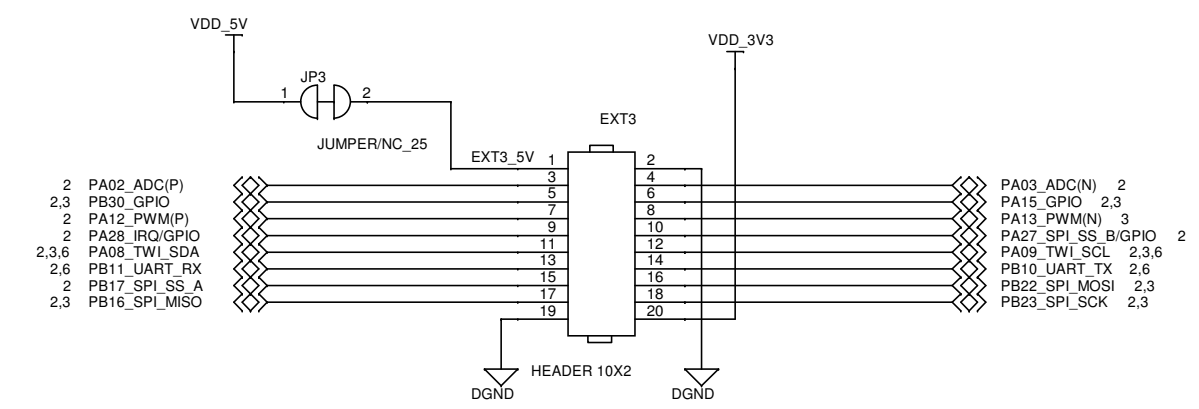 VDD_5V
VDD_3V3
JP3
1 2
EXT3
JUMPER/NC_25
EXT3_5V 1 2
3 4
2 PA02_ADC(P) PA03_ADC(N) 2
5 6
2,3 PB30_GPIO PA15_GPIO 2,3
7 8
2 PA12_PWM(P) PA13_PWM(N) 3
9 10
2 PA28_IRQ/GPIO PA27_SPI_SS_B/GPIO 2
11 12
2,3,6 PA08_TWI_SDA PA09_TWI_SCL 2,3,6
13 14
2,6 PB11_UART_RX PB10_UART_TX 2,6
15 16
2 PB17_SPI_SS_A PB22_SPI_MOSI 2,3
17 18
2,3 PB16_SPI_MISO PB23_SPI_SCK 2,3
19 20
HEADER 10X2
DGND DGND